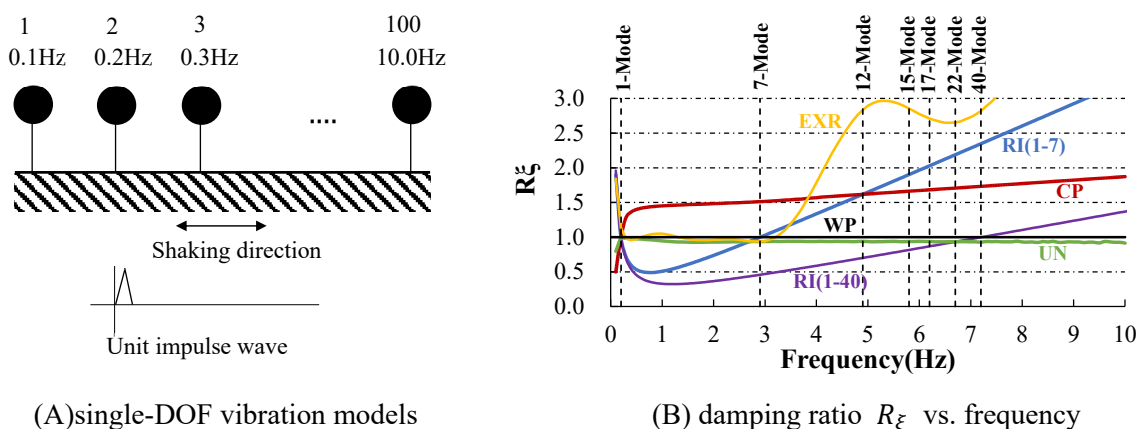 1 2 3 100
0.1Hz 0.2Hz 0.3Hz 10.0Hz
....
Shaking direction
Unit impulse wave
(A)single-DOF vibration models
1-Mode
7-Mode
12-Mode
15-Mode
17-Mode
22-Mode
40-Mode
Rξ
3.0
2.5
2.0
1.5
1.0
0.5
0.0
EXR
RI(1-7)
CP
WP
UN
RI(1-40)
0 1 2 3 4 5 6 7 8 9 10
Frequency(Hz)
(B) damping ratio Rξ vs. frequency